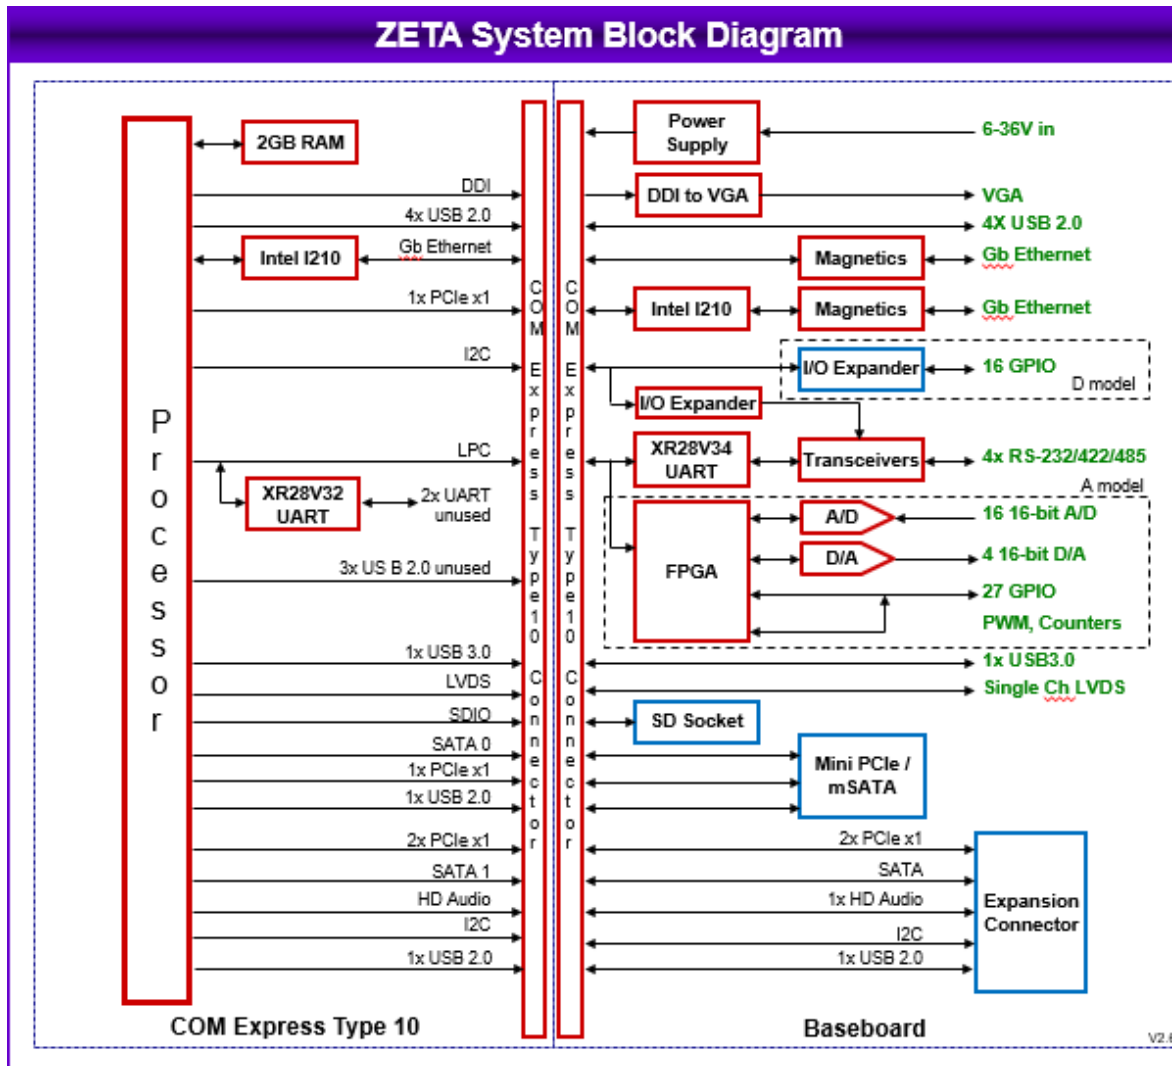 ZETA System Block Diagram
Processor
2GB RAM
DDI
4x USB 2.0
Intel I210
Gb Ethernet
1x PCIe x1
I2C
LPC
XR28V32
UART
2x UART
unused
3x US B 2.0 unused
1x USB 3.0
LVDS
SDIO
SATA 0
1x PCIe x1
1x USB 2.0
2x PCIe x1
SATA 1
HD Audio
I2C
1x USB 2.0
COM Express Type 10
COM Express Type10 Connector
COM Express Type10 Connector
Power
Supply
6-36V in
DDI to VGA
VGA
4X USB 2.0
Magnetics
Gb Ethernet
Intel I210
Magnetics
Gb Ethernet
I/O Expander
16 GPIO
D model
I/O Expander
XR28V34
UART
Transceivers
4x RS-232/422/485
A model
FPGA
A/D
16 16-bit A/D
D/A
4 16-bit D/A
27 GPIO
PWM, Counters
1x USB3.0
Single Ch LVDS
SD Socket
Mini PCIe /
mSATA
2x PCIe x1
SATA
1x HD Audio
I2C
1x USB 2.0
Expansion
Connector
Baseboard
V2.6